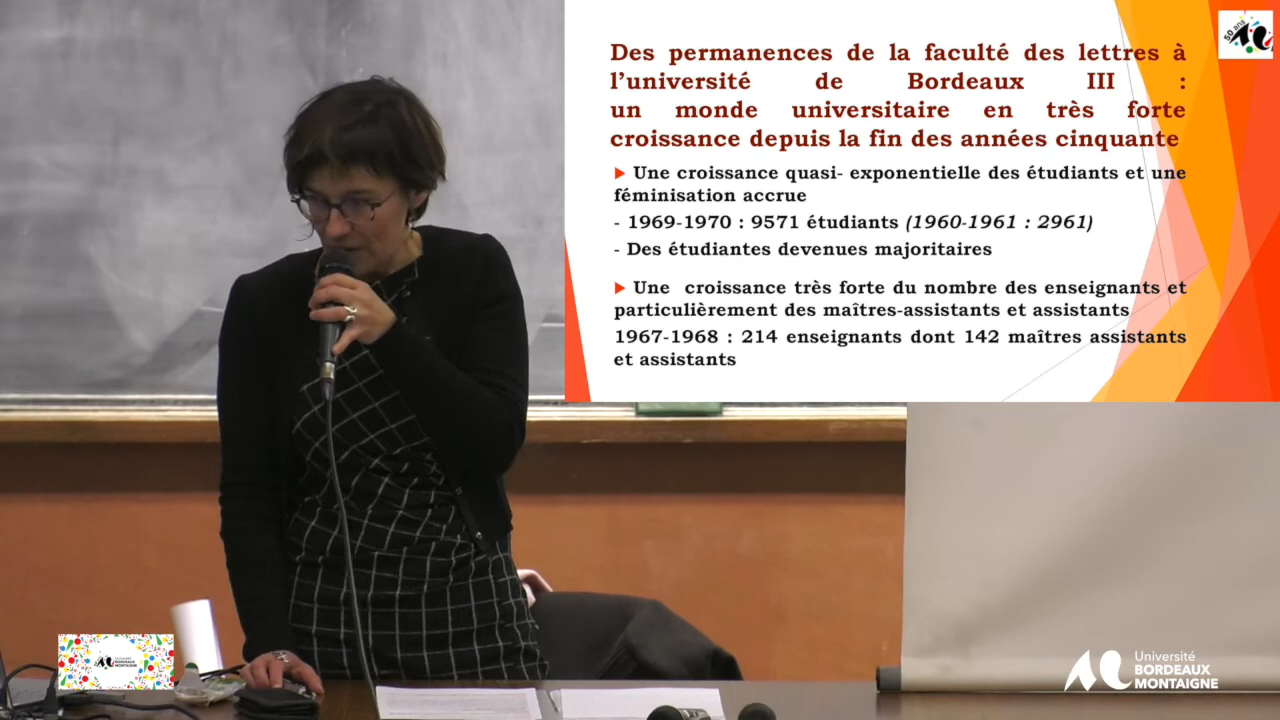 Des permanences de la faculté des lettres à
l'université de Bordeaux III :
un monde universitaire en très forte
croissance depuis la fin des années cinquante
Une croissance quasi- exponentielle des étudiants et une
féminisation accrue
- 1969-1970 : 9571 étudiants (1960-1961 : 2961)
- Des étudiantes devenues majoritaires
Une croissance très forte du nombre des enseignants et
particulièrement des maîtres-assistants et assistants
1967-1968 : 214 enseignants dont 142 maîtres assistants
et assistants
50 ans
Université
BORDEAUX
MONTAIGNE
Université
BORDEAUX
MONTAIGNE